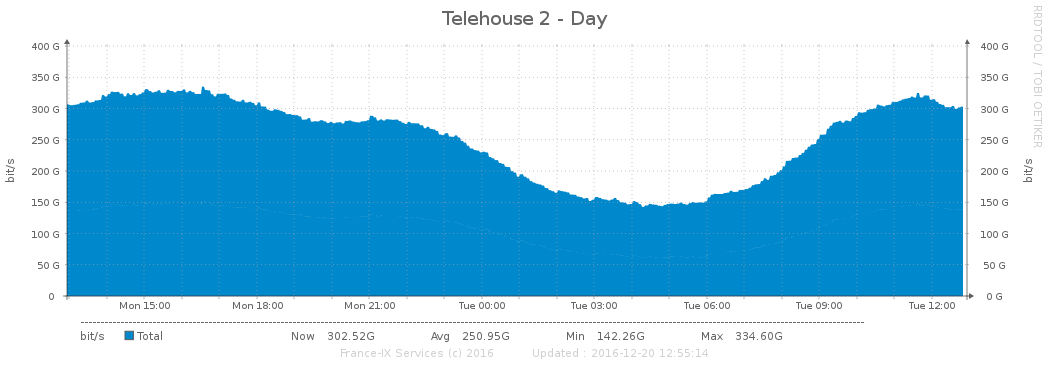 Telehouse 2 - Day
RRDTOOL / TOBI OETIKER
400 G 400 G
350 G 350 G
300 G 300 G
250 G 250 G
200 G 200 G
150 G 150 G
100 G 100 G
50 G 50 G
0 0 G
bit/s bit/s
Mon 15:00 Mon 18:00 Mon 21:00 Tue 00:00 Tue 03:00 Tue 06:00 Tue 09:00 Tue 12:00
bit/s Total Now 302.52G Avg 250.95G Min 142.26G Max 334.60G
France-IX Services (c) 2016 Updated : 2016-12-20 12:55:14